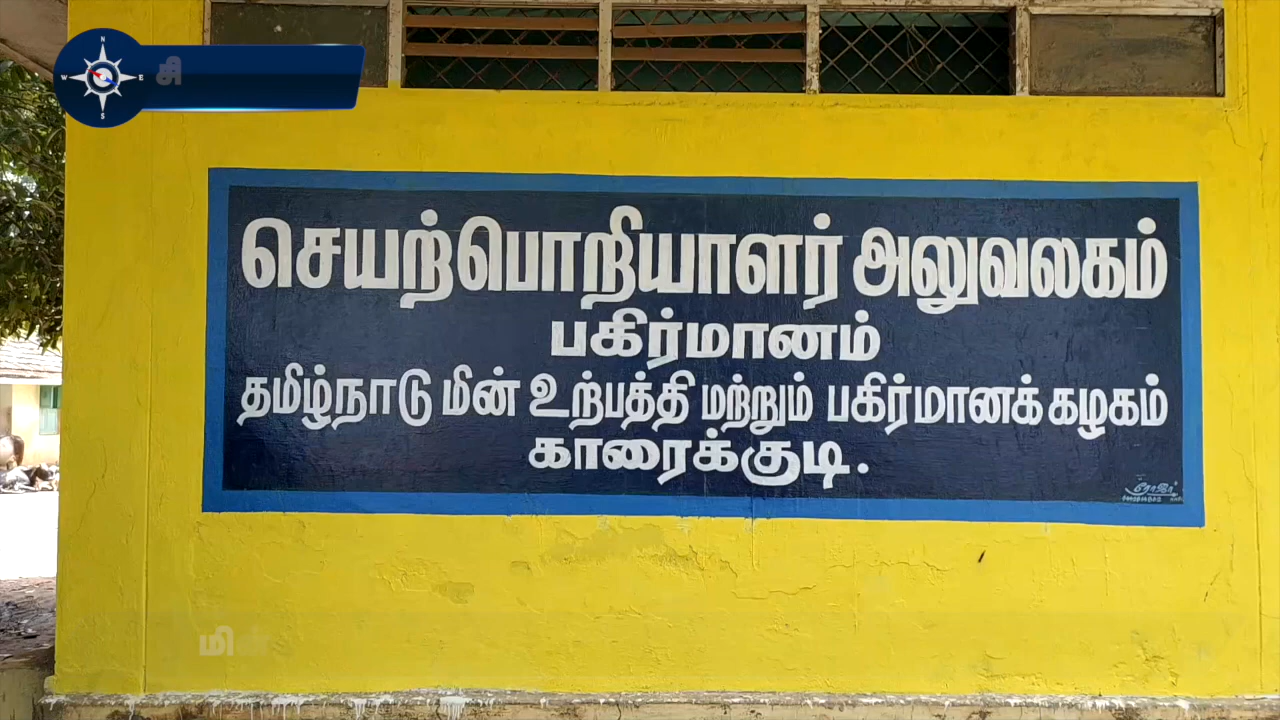 N
W
E
S
சி
செயற்பொறியாளர் அலுவலகம்
பகிர்மானம்
தமிழ்நாடு மின் உற்பத்தி மற்றும் பகிர்மானக் கழகம்
காரைக்குடி.
ரோஜா
மின்